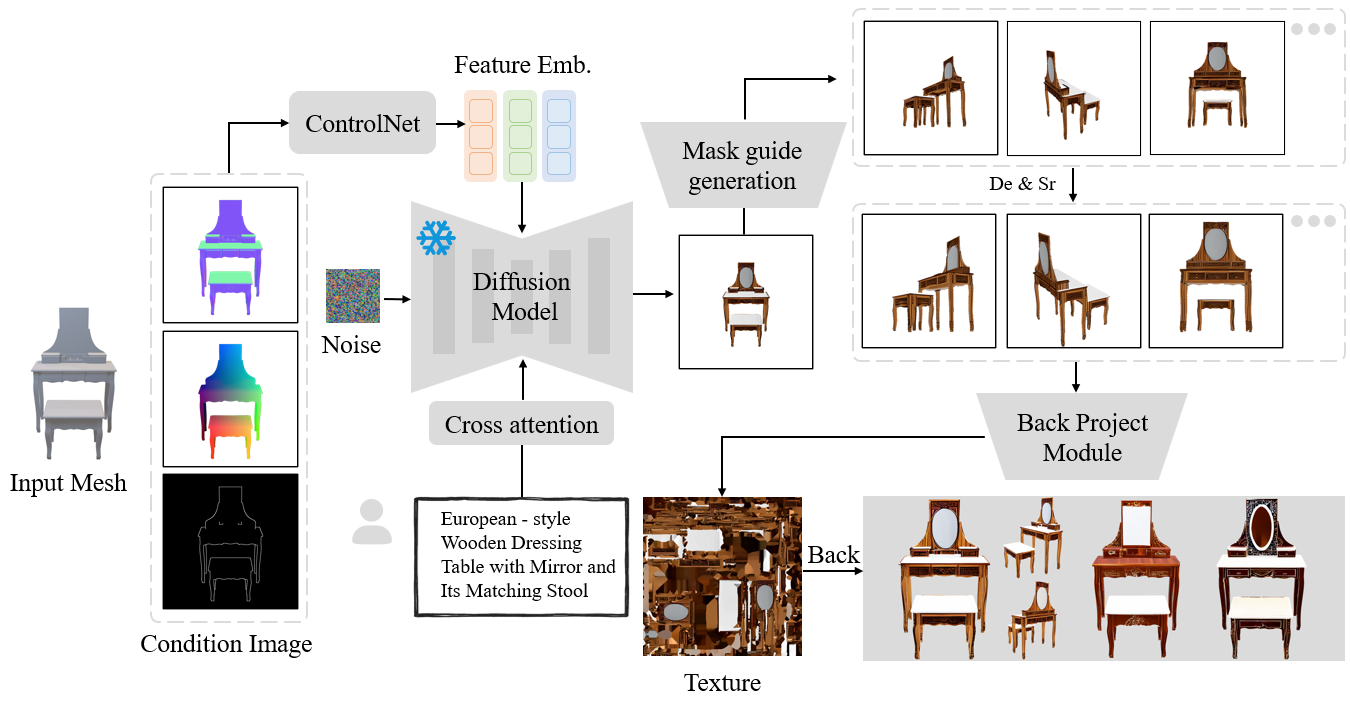 Feature Emb.
ControlNet
Mask guide
generation
De & Sr
Diffusion
Model
Noise
Cross attention
Back Project
Module
Input Mesh
European - style
Wooden Dressing
Table with Mirror and
Its Matching Stool
Back
Condition Image
Texture